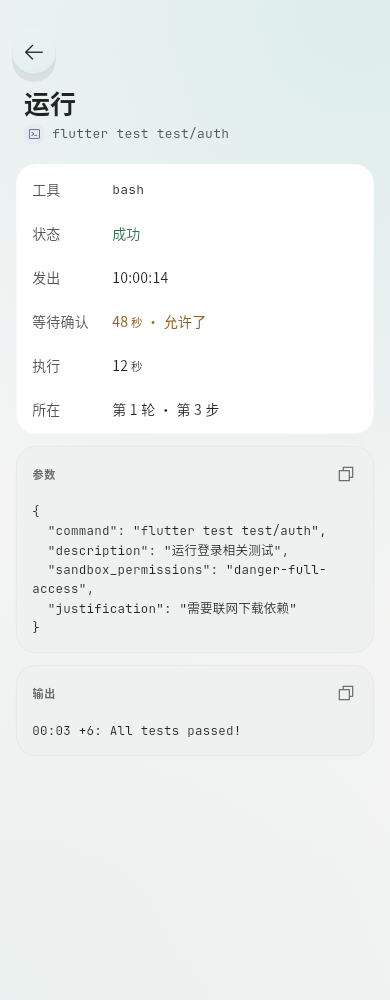 运行
flutter test test/auth
工具 bash
状态 成功
发出 10:00:14
等待确认 48 秒 · 允许了
执行 12 秒
所在 第 1 轮 · 第 3 步
参数
{
  "command": "flutter test test/auth",
  "description": "运行登录相关测试",
  "sandbox_permissions": "danger-full-
access",
  "justification": "需要联网下载依赖"
}
输出
00:03 +6: All tests passed!